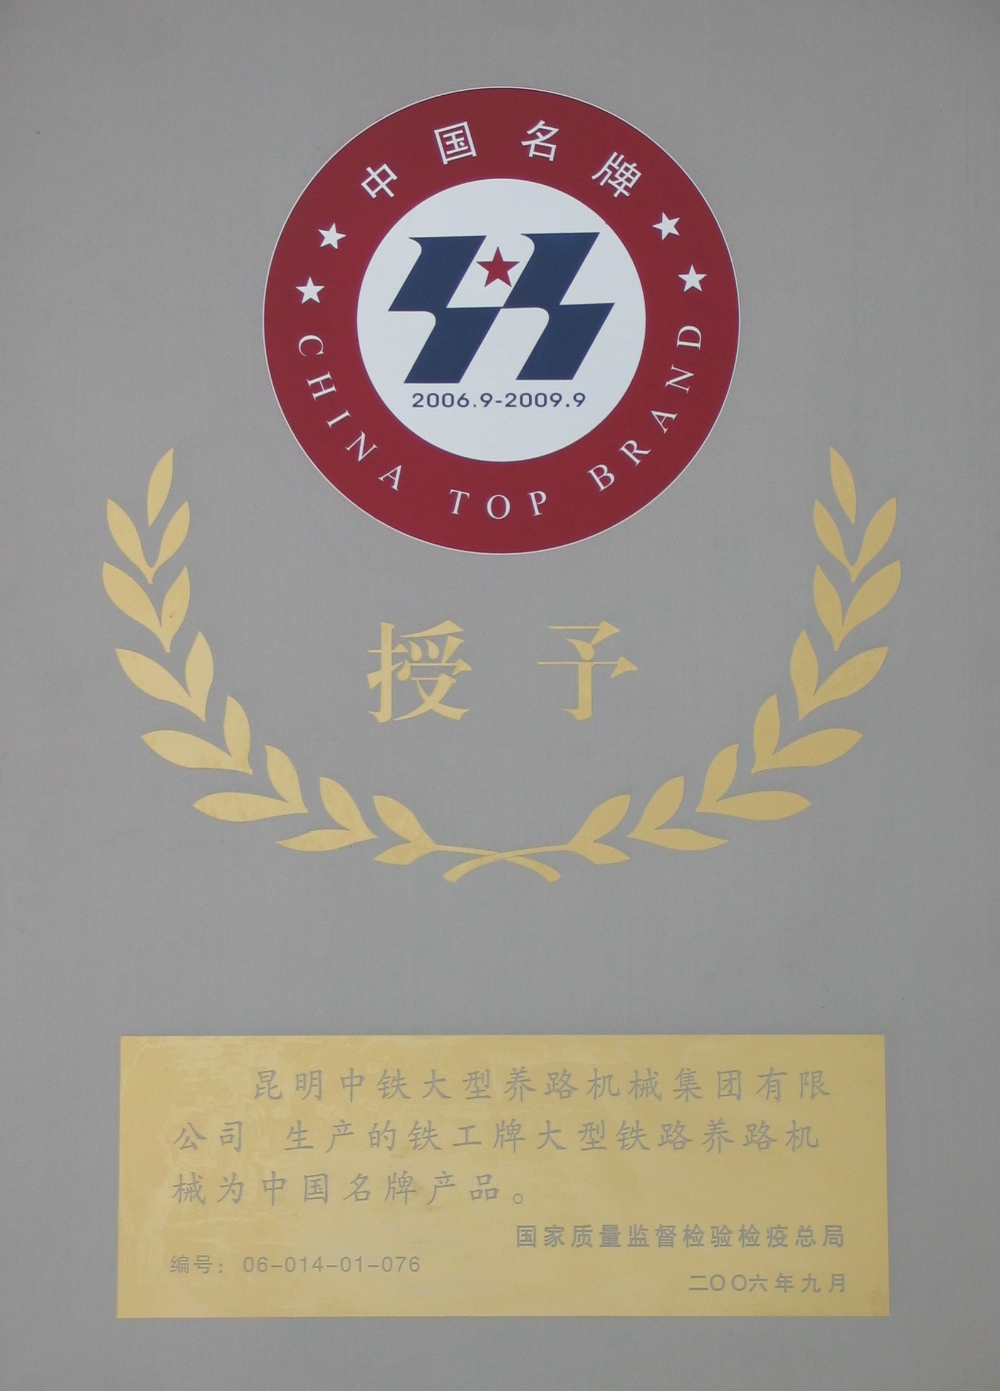 中国名牌
2006.9-2009.9
CHINA TOP BRAND
授予
昆明中铁大型养路机械集团有限
公司 生产的铁工牌大型铁路养路机
械为中国名牌产品。
国家质量监督检验检疫总局
编号：06-014-01-076
二〇〇六年九月